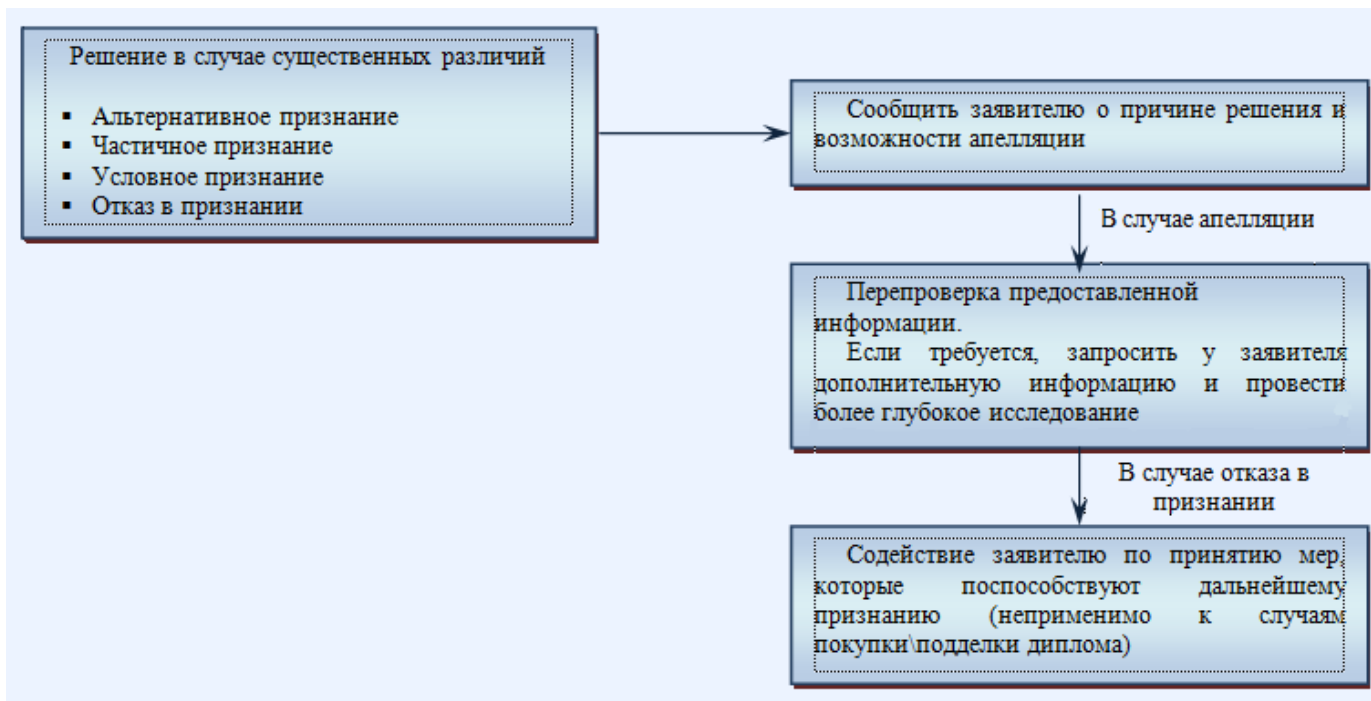 Решение в случае существенных различий
▪ Альтернативное признание
▪ Частичное признание
▪ Условное признание
▪ Отказ в признании
Сообщить заявителю о причине решения и
возможности апелляции
В случае апелляции
Перепроверка предоставленной
информации.
Если требуется, запросить у заявителя
дополнительную информацию и провести
более глубокое исследование
В случае отказа в
признании
Содействие заявителю по принятию мер,
которые поспособствуют дальнейшему
признанию (неприменимо к случаям
покупки\подделки диплома)